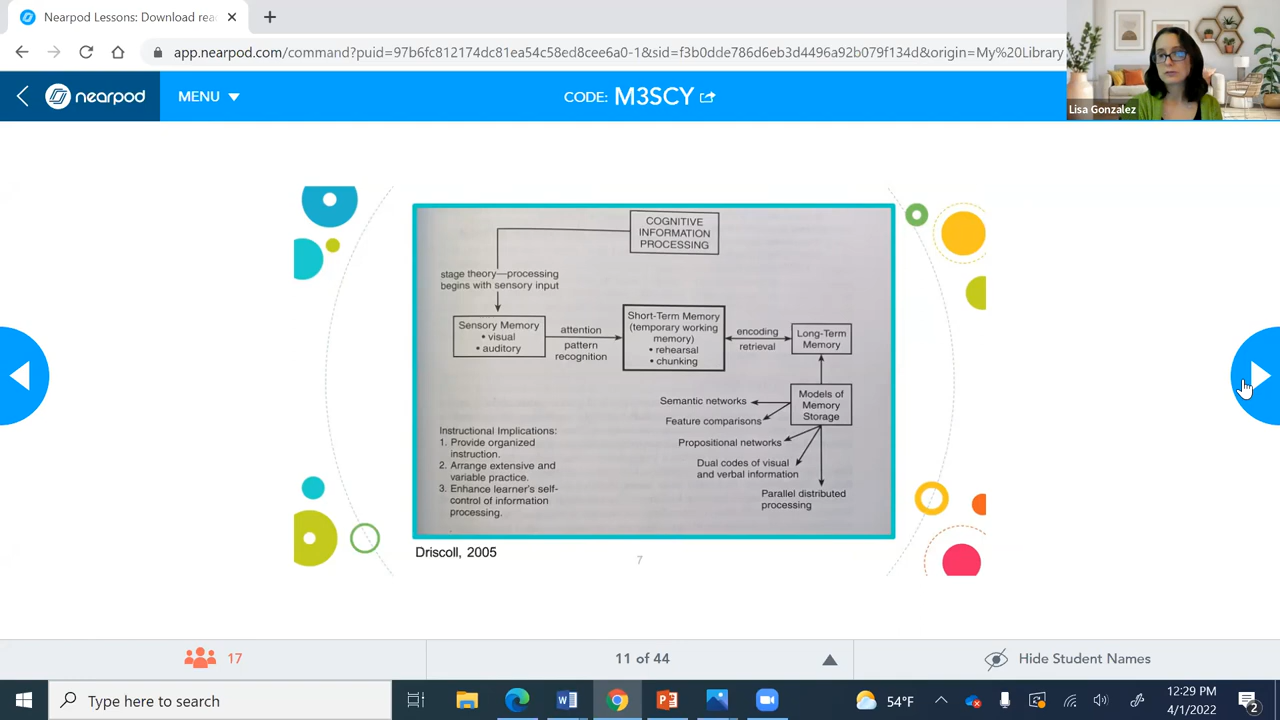 Nearpod Lessons: Download rea
app.nearpod.com/command?puid=97b6fc812174dc81ea54c58ed8cee6a0-1&sid=f3b0dde786d6eb3d4496a92b079f134d&origin=My%20Library
nearpod
MENU
CODE: M3SCY
Lisa Gonzalez
COGNITIVE
INFORMATION
PROCESSING
stage theory—processing
begins with sensory input
Sensory Memory
• visual
• auditory
attention
pattern
recognition
Short-Term Memory
(temporary working
memory)
• rehearsal
• chunking
encoding
retrieval
Long-Term
Memory
Models of
Memory
Storage
Semantic networks
Feature comparisons
Propositional networks
Dual codes of visual
and verbal information
Parallel distributed
processing
Instructional Implications:
1. Provide organized
instruction.
2. Arrange extensive and
variable practice.
3. Enhance learner's self-
control of information
processing.
Driscoll, 2005
7
17
11 of 44
Hide Student Names
Type here to search
54°F
12:29 PM
4/1/2022
2